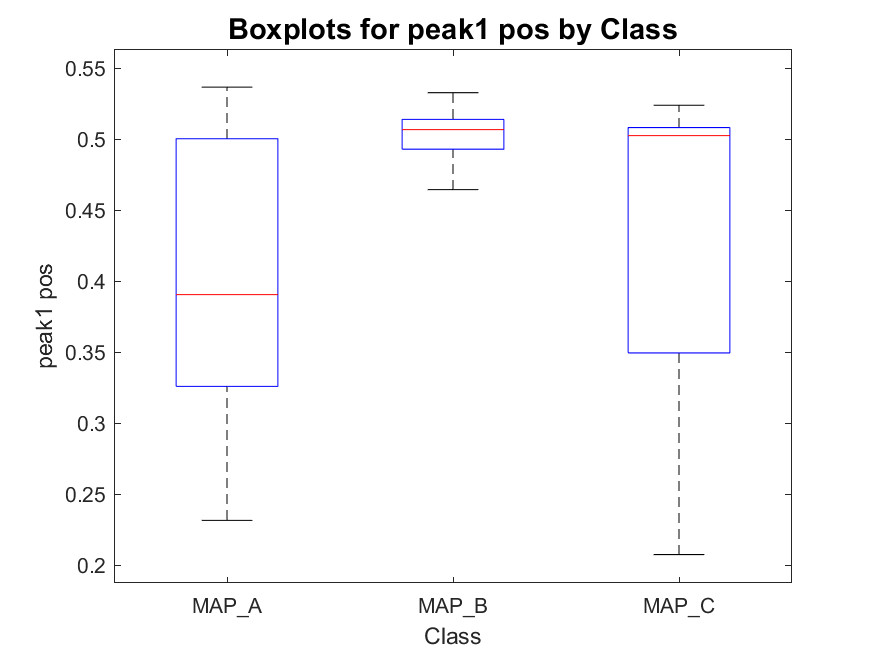 Boxplots for peak1 pos by Class
0.55
0.5
0.45
0.4
0.35
0.3
0.25
0.2
peak1 pos
MAP_A MAP_B MAP_C
Class